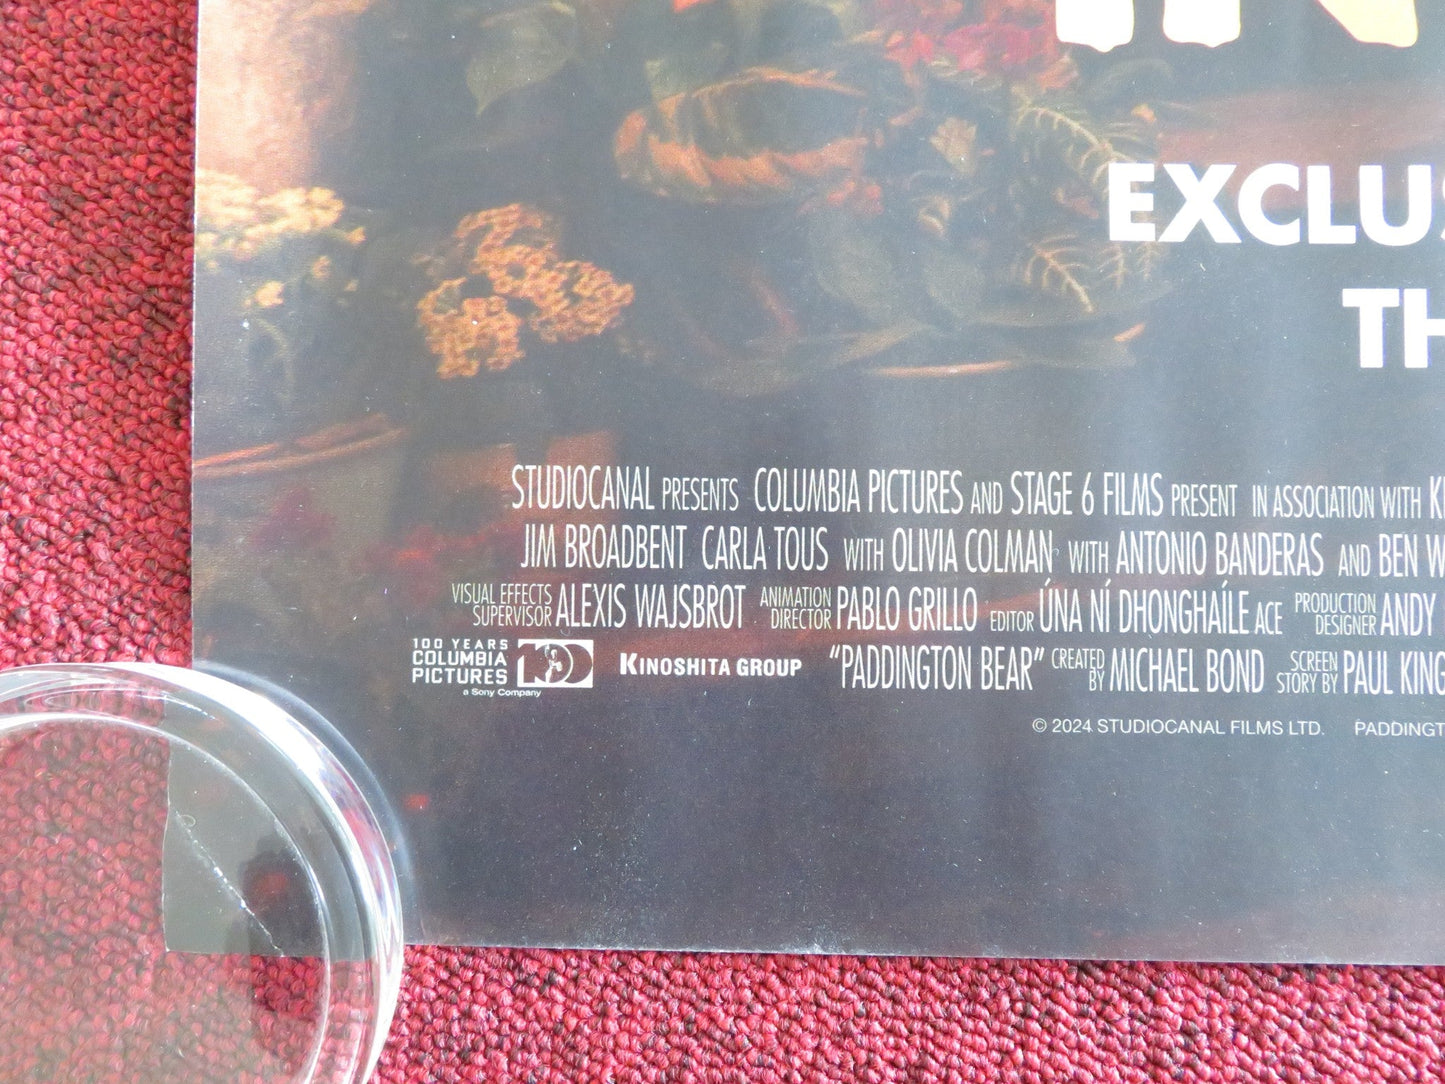 IN
EXCLUS
TH
STUDIOCANAL PRESENTS COLUMBIA PICTURES AND STAGE 6 FILMS PRESENT IN ASSOCIATION WITH K
JIM BROADBENT CARLA TOUS WITH OLIVIA COLMAN WITH ANTONIO BANDERAS AND BEN W
VISUAL EFFECTS SUPERVISOR ALEXIS WAJSBROT ANIMATION DIRECTOR PABLO GRILLO EDITOR ÚNA NÍ DHONGHAÍLE ACE PRODUCTION DESIGNER ANDY
100 YEARS
COLUMBIA
PICTURES
a Sony Company
100
KINOSHITA GROUP
"PADDINGTON BEAR" CREATED BY MICHAEL BOND SCREEN STORY BY PAUL KING
© 2024 STUDIOCANAL FILMS LTD. PADDINGT